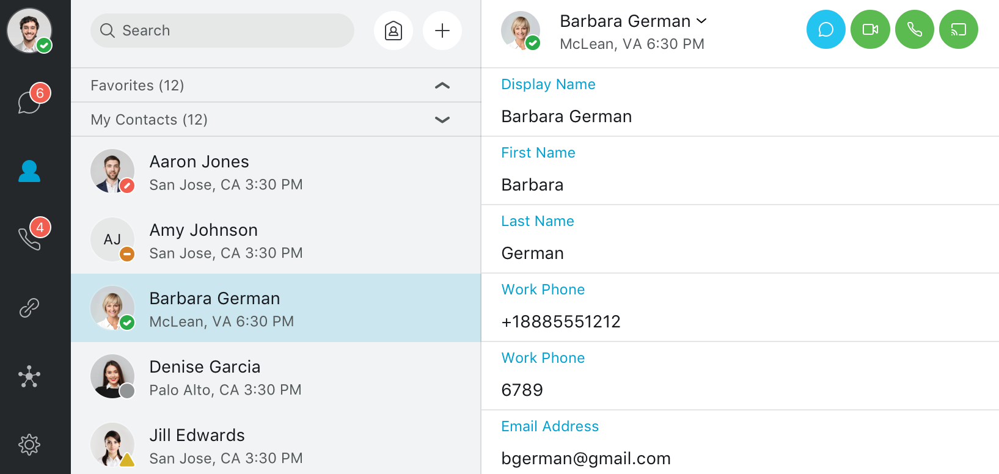 6
4
Search
Favorites (12)
My Contacts (12)
Aaron Jones
San Jose, CA 3:30 PM
AJ
Amy Johnson
San Jose, CA 3:30 PM
Barbara German
McLean, VA 6:30 PM
Denise Garcia
Palo Alto, CA 3:30 PM
Jill Edwards
San Jose, CA 3:30 PM
Barbara German
McLean, VA 6:30 PM
Display Name
Barbara German
First Name
Barbara
Last Name
German
Work Phone
+18885551212
Work Phone
6789
Email Address
bgerman@gmail.com